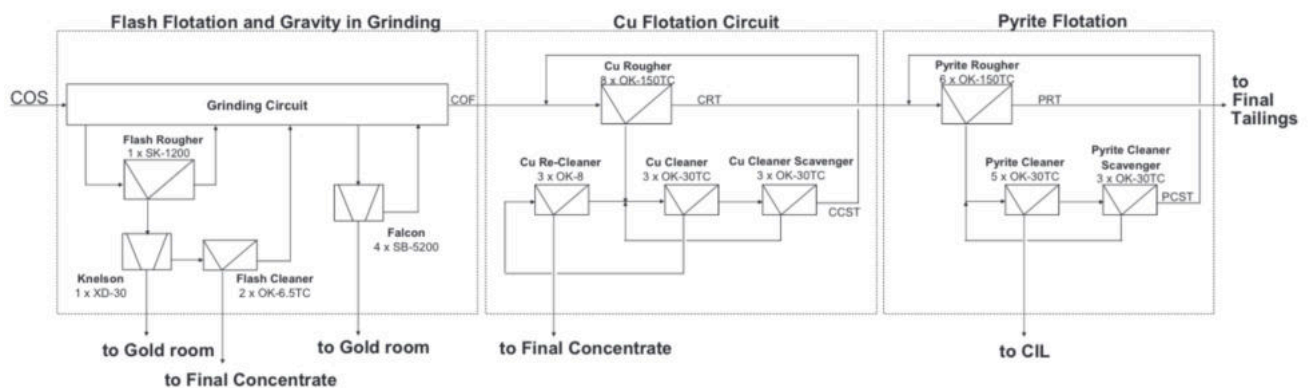 Flash Flotation and Gravity in Grinding
Cu Flotation Circuit
Pyrite Flotation
COS
Grinding Circuit
COF
Flash Rougher
1 x SK-1200
Knelson
1 x XD-30
Flash Cleaner
2 x OK-6.5TC
Falcon
4 x SB-5200
to Gold room
to Final Concentrate
to Gold room
Cu Rougher
8 x OK-150TC
CRT
Cu Re-Cleaner
3 x OK-8
Cu Cleaner
3 x OK-30TC
Cu Cleaner Scavenger
3 x OK-30TC
CCST
to Final Concentrate
Pyrite Rougher
6 x OK-150TC
PRT
Pyrite Cleaner
5 x OK-30TC
Pyrite Cleaner
Scavenger
3 x OK-30TC
PCST
to CIL
to
Final
Tailings